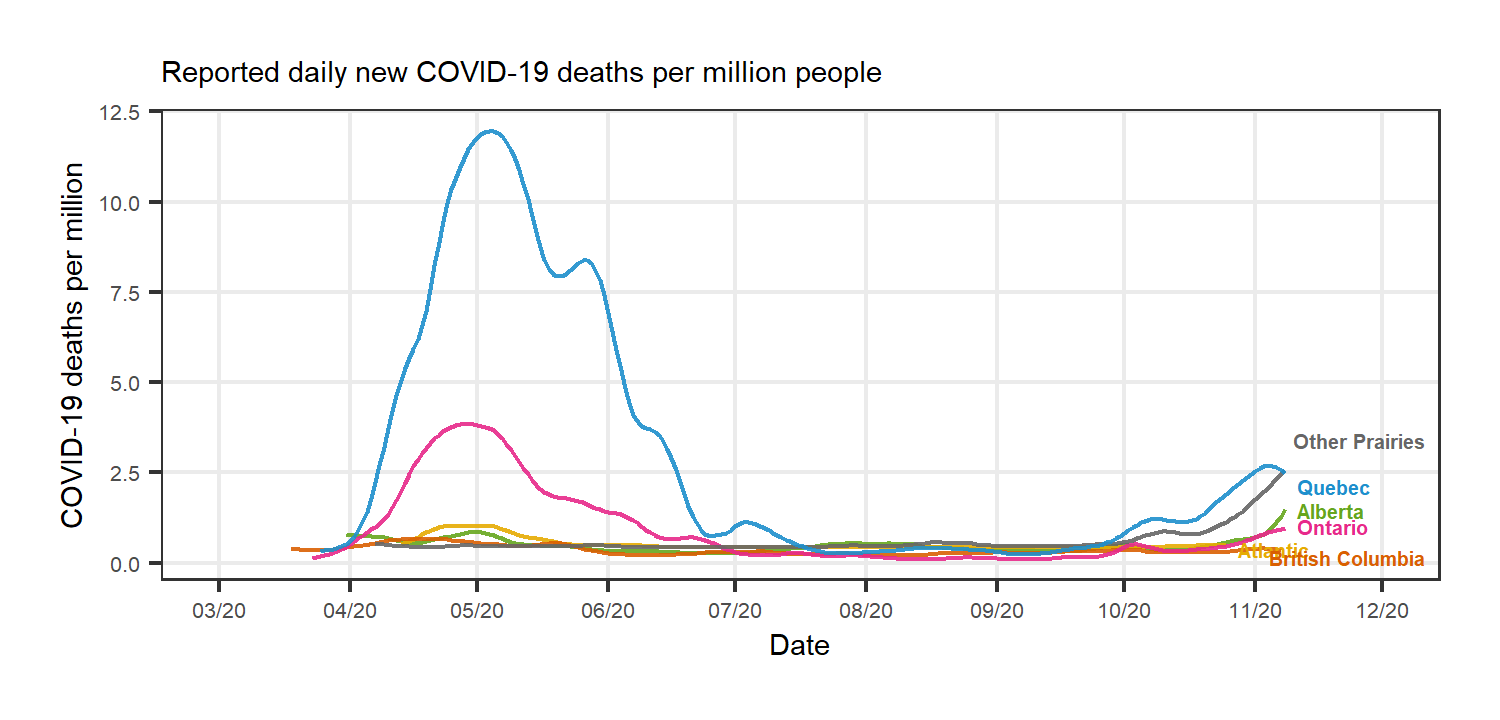 Reported daily new COVID-19 deaths per million people
COVID-19 deaths per million
12.5
10.0
7.5
5.0
2.5
0.0
Other Prairies
Quebec
Alberta
Ontario
Atlantic
British Columbia
03/20 04/20 05/20 06/20 07/20 08/20 09/20 10/20 11/20 12/20
Date